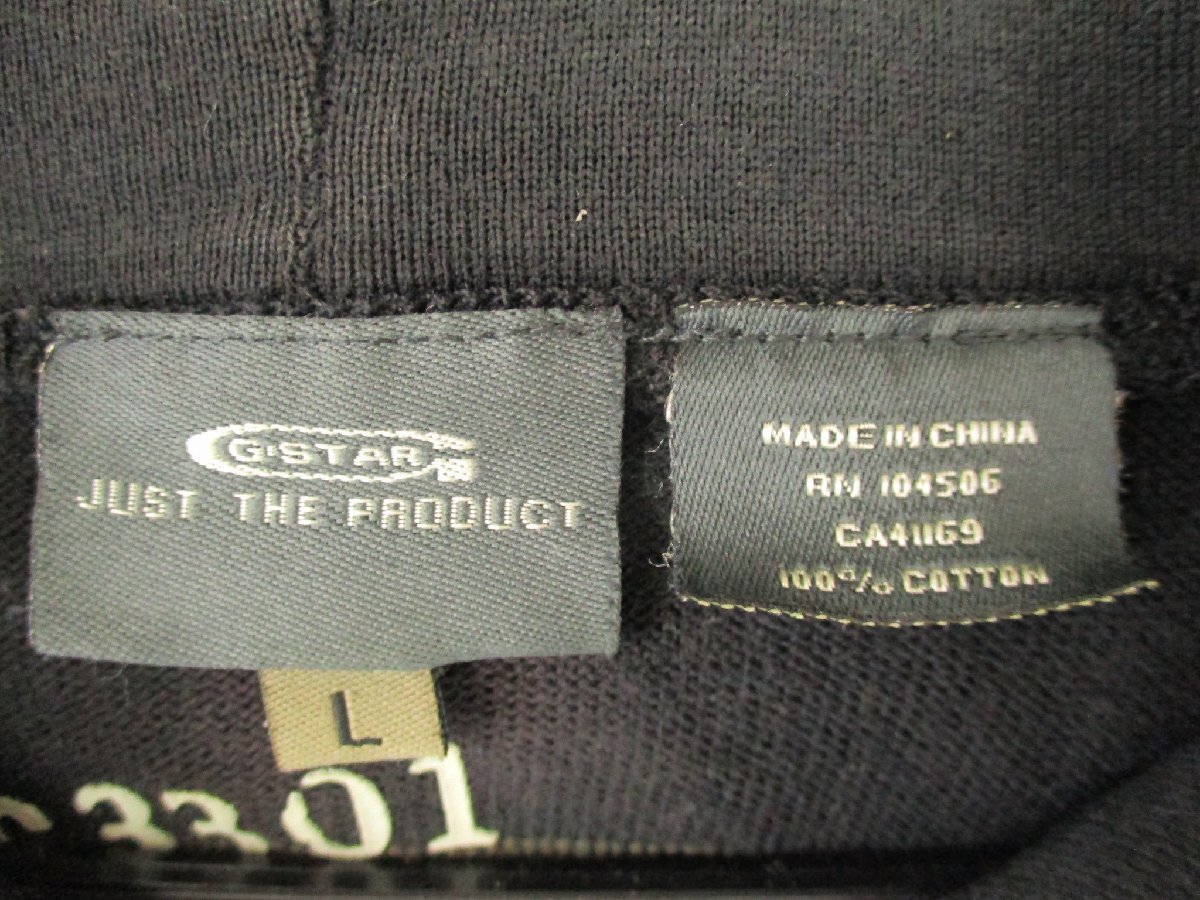 G·STAR
JUST THE PRODUCT
L
3301
MADE IN CHINA
RN 104506
CA41169
100% COTTON